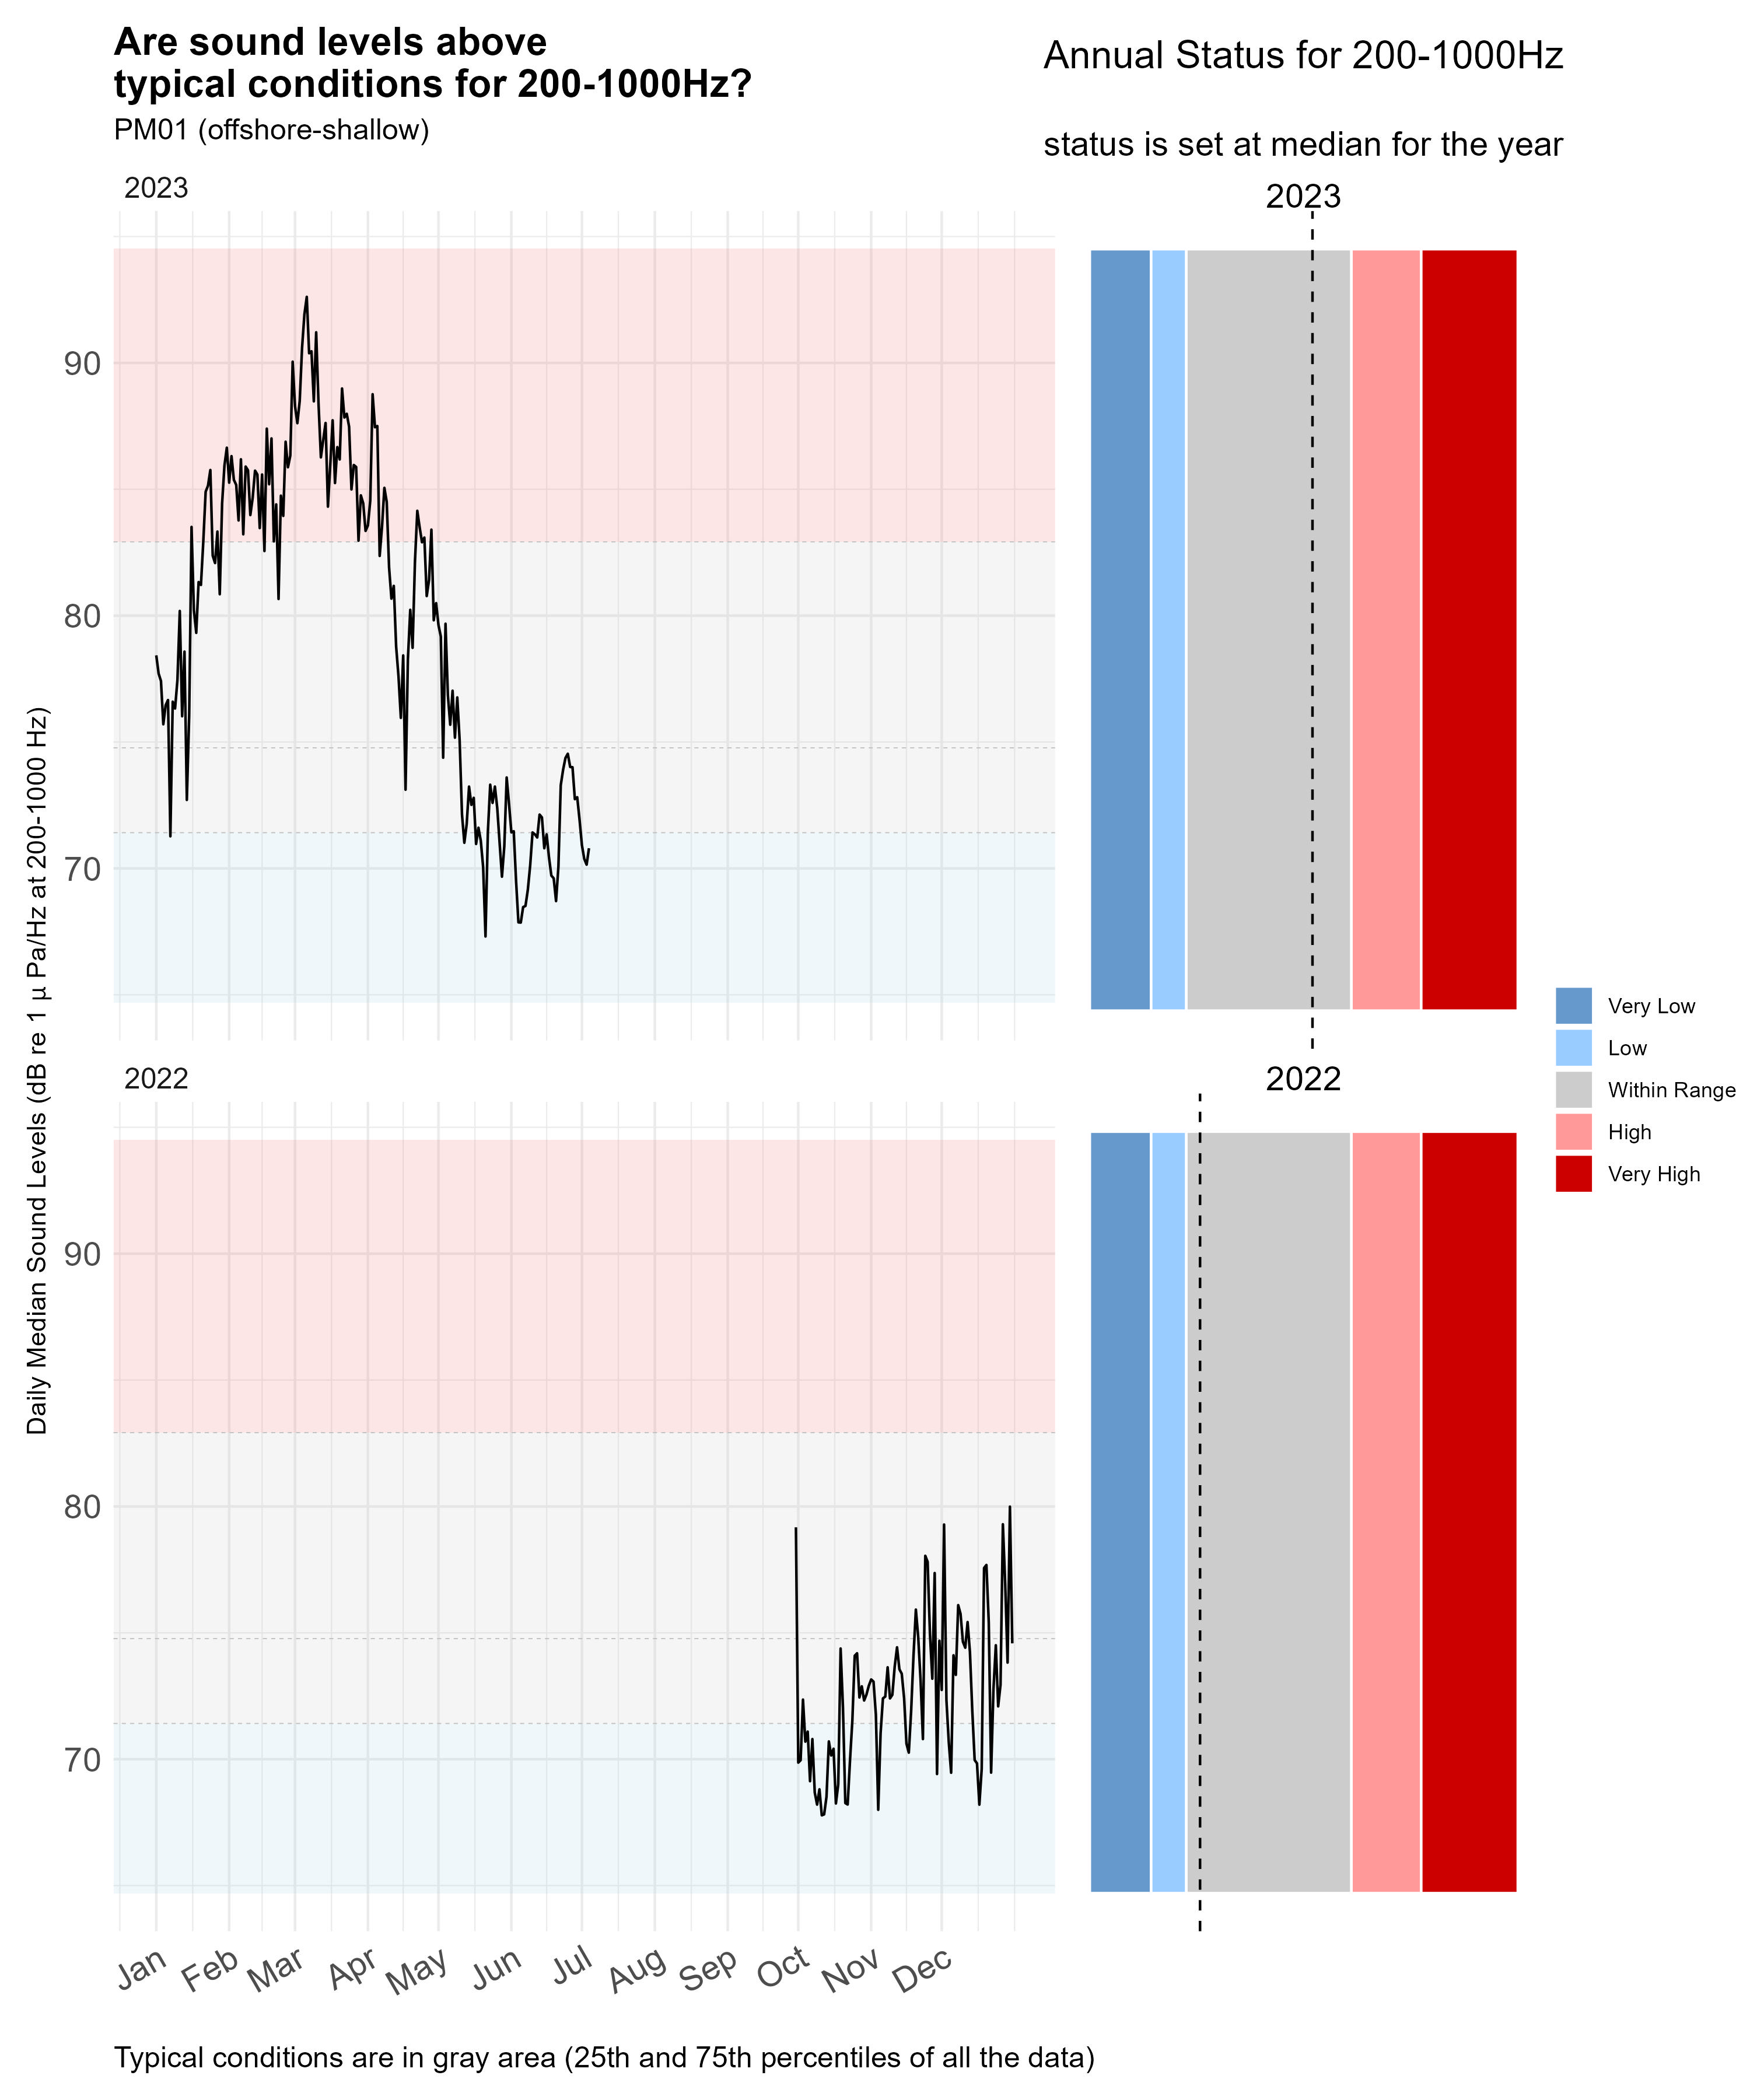 Are sound levels above
typical conditions for 200-1000Hz?
PM01 (offshore-shallow)
Annual Status for 200-1000Hz
status is set at median for the year
Daily Median Sound Levels (dB re 1 µ Pa/Hz at 200-1000 Hz)
2023
90
80
70
2023
2022
90
80
70
2022
Jan Feb Mar Apr May Jun Jul Aug Sep Oct Nov Dec
Very Low
Low
Within Range
High
Very High
Typical conditions are in gray area (25th and 75th percentiles of all the data)